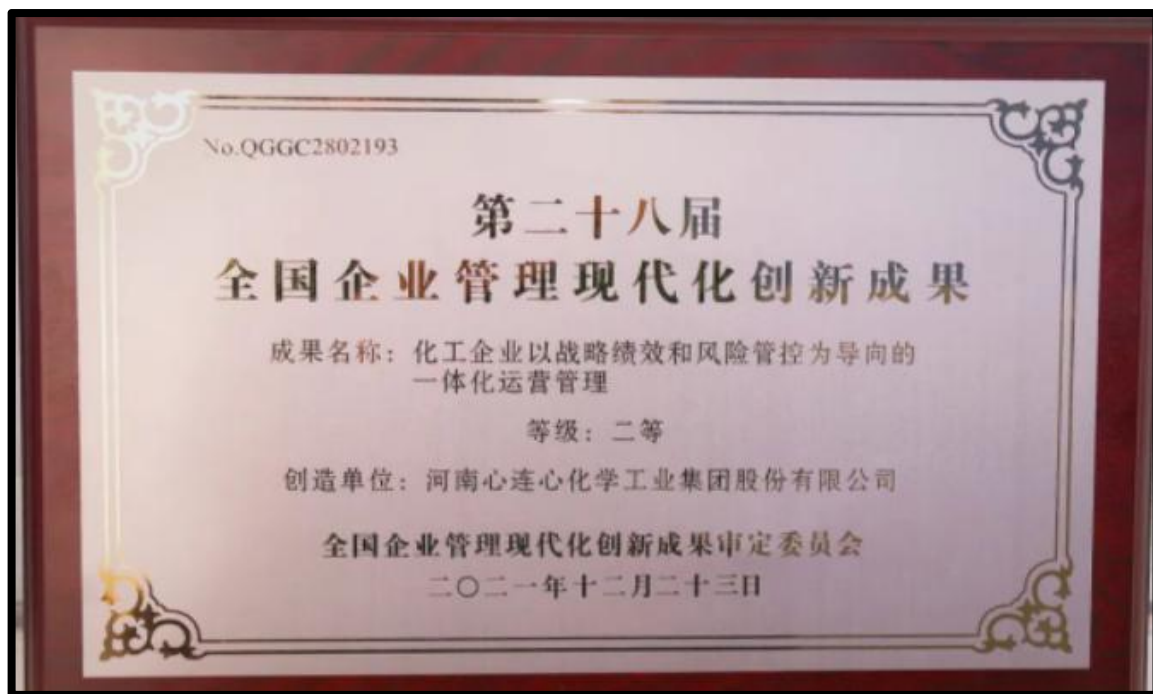 No.QGGC2802193
第二十八届
全国企业管理现代化创新成果
成果名称：化工企业以战略绩效和风险管控为导向的
一体化运营管理
等级：二等
创造单位：河南心连心化学工业集团股份有限公司
全国企业管理现代化创新成果审定委员会
二〇二一年十二月二十三日